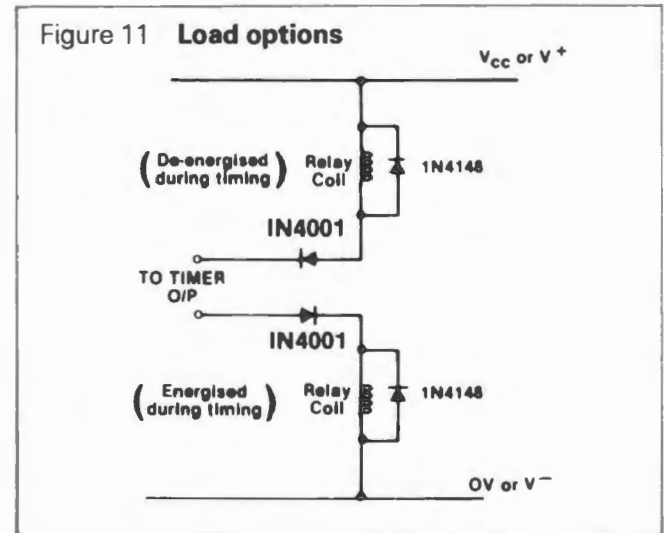 Figure 11 Load options
Vcc or V+
( De-energised
during timing )
Relay
Coil
1N4148
IN4001
TO TIMER
O/P
IN4001
( Energised
during timing )
Relay
Coil
1N4148
OV or V−